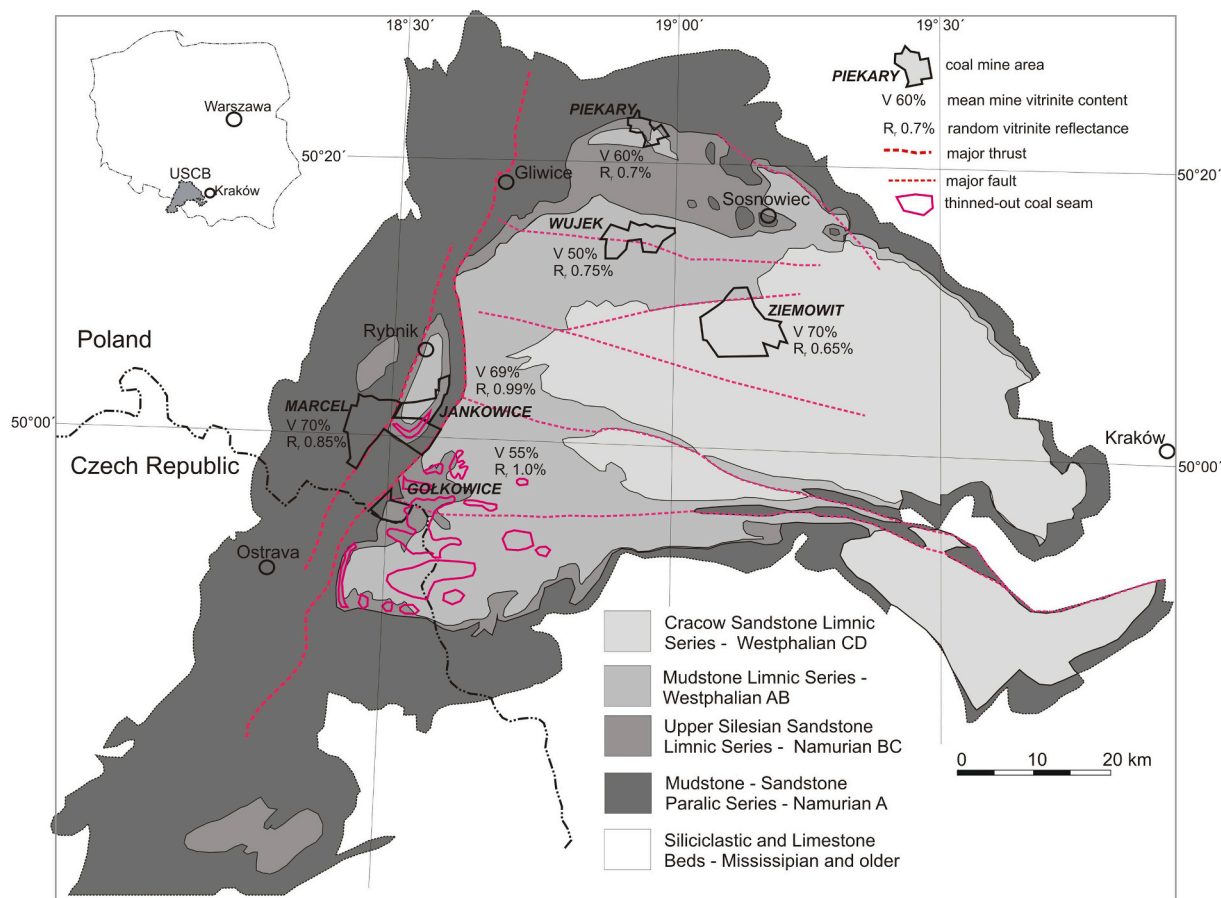 18°30′
19°00′
19°30′
Warszawa
USCB
Kraków
50°20′
PIEKARY
coal mine area
V 60%
mean mine vitrinite content
Rr 0.7%
random vitrinite reflectance
major thrust
major fault
thinned-out coal seam
50°20′
PIEKARY
V 60%
Rr 0.7%
Gliwice
Sosnowiec
WUJEK
V 50%
Rr 0.75%
ZIEMOWIT
V 70%
Rr 0.65%
Rybnik
Poland
V 69%
Rr 0.99%
MARCEL
V 70%
Rr 0.85%
JANKOWICE
50°00′
Czech Republic
V 55%
Rr 1.0%
Kraków
50°00′
GOŁKOWICE
Ostrava
Cracow Sandstone Limnic
Series - Westphalian CD
Mudstone Limnic Series -
Westphalian AB
Upper Silesian Sandstone
Limnic Series - Namurian BC
Mudstone - Sandstone
Paralic Series - Namurian A
Siliciclastic and Limestone
Beds - Mississipian and older
0 10 20 km